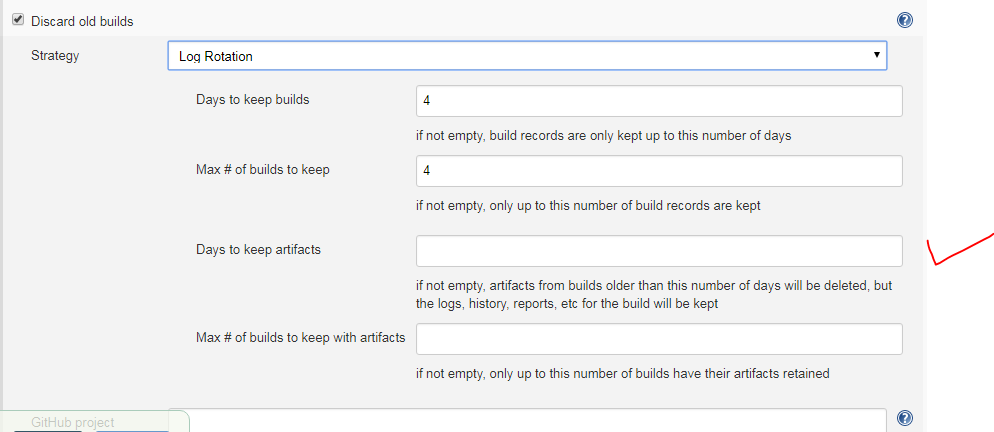 Discard old builds
Strategy
Log Rotation
Days to keep builds
4
if not empty, build records are only kept up to this number of days
Max # of builds to keep
4
if not empty, only up to this number of build records are kept
Days to keep artifacts
if not empty, artifacts from builds older than this number of days will be deleted, but
the logs, history, reports, etc for the build will be kept
Max # of builds to keep with artifacts
if not empty, only up to this number of builds have their artifacts retained
GitHub project